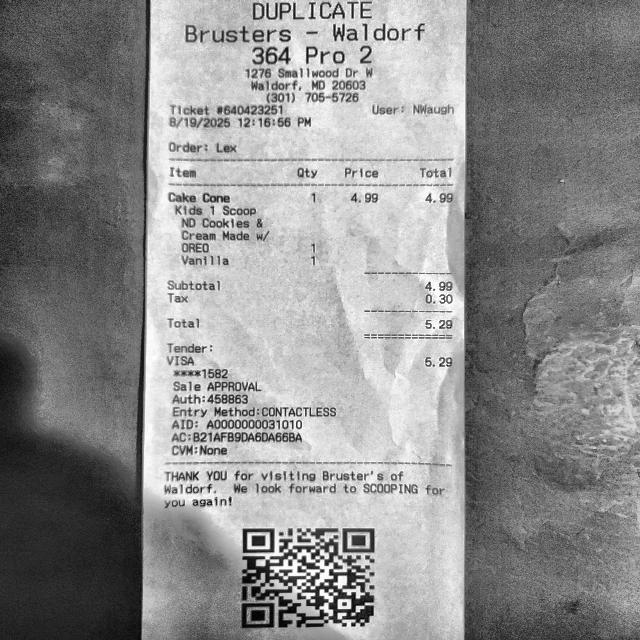 DUPLICATE
Brusters - Waldorf
364 Pro 2
1276 Smallwood Dr W
Waldorf, MD 20603
(301) 705-5726
Ticket #640423251 User: NWaugh
8/19/2025 12:16:56 PM
Order: Lex
Item Qty Price Total
Cake Cone 1 4.99 4.99
Kids 1 Scoop
ND Cookies &
Cream Made w/
OREO 1
Vanilla 1
Subtotal 4.99
Tax 0.30
Total 5.29
Tender:
VISA 5.29
****1582
Sale APPROVAL
Auth:458863
Entry Method:CONTACTLESS
AID: A0000000031010
AC:B21AFB9DA6DA66BA
CVM:None
THANK YOU for visiting Bruster's of
Waldorf. We look forward to SCOOPING for
you again!